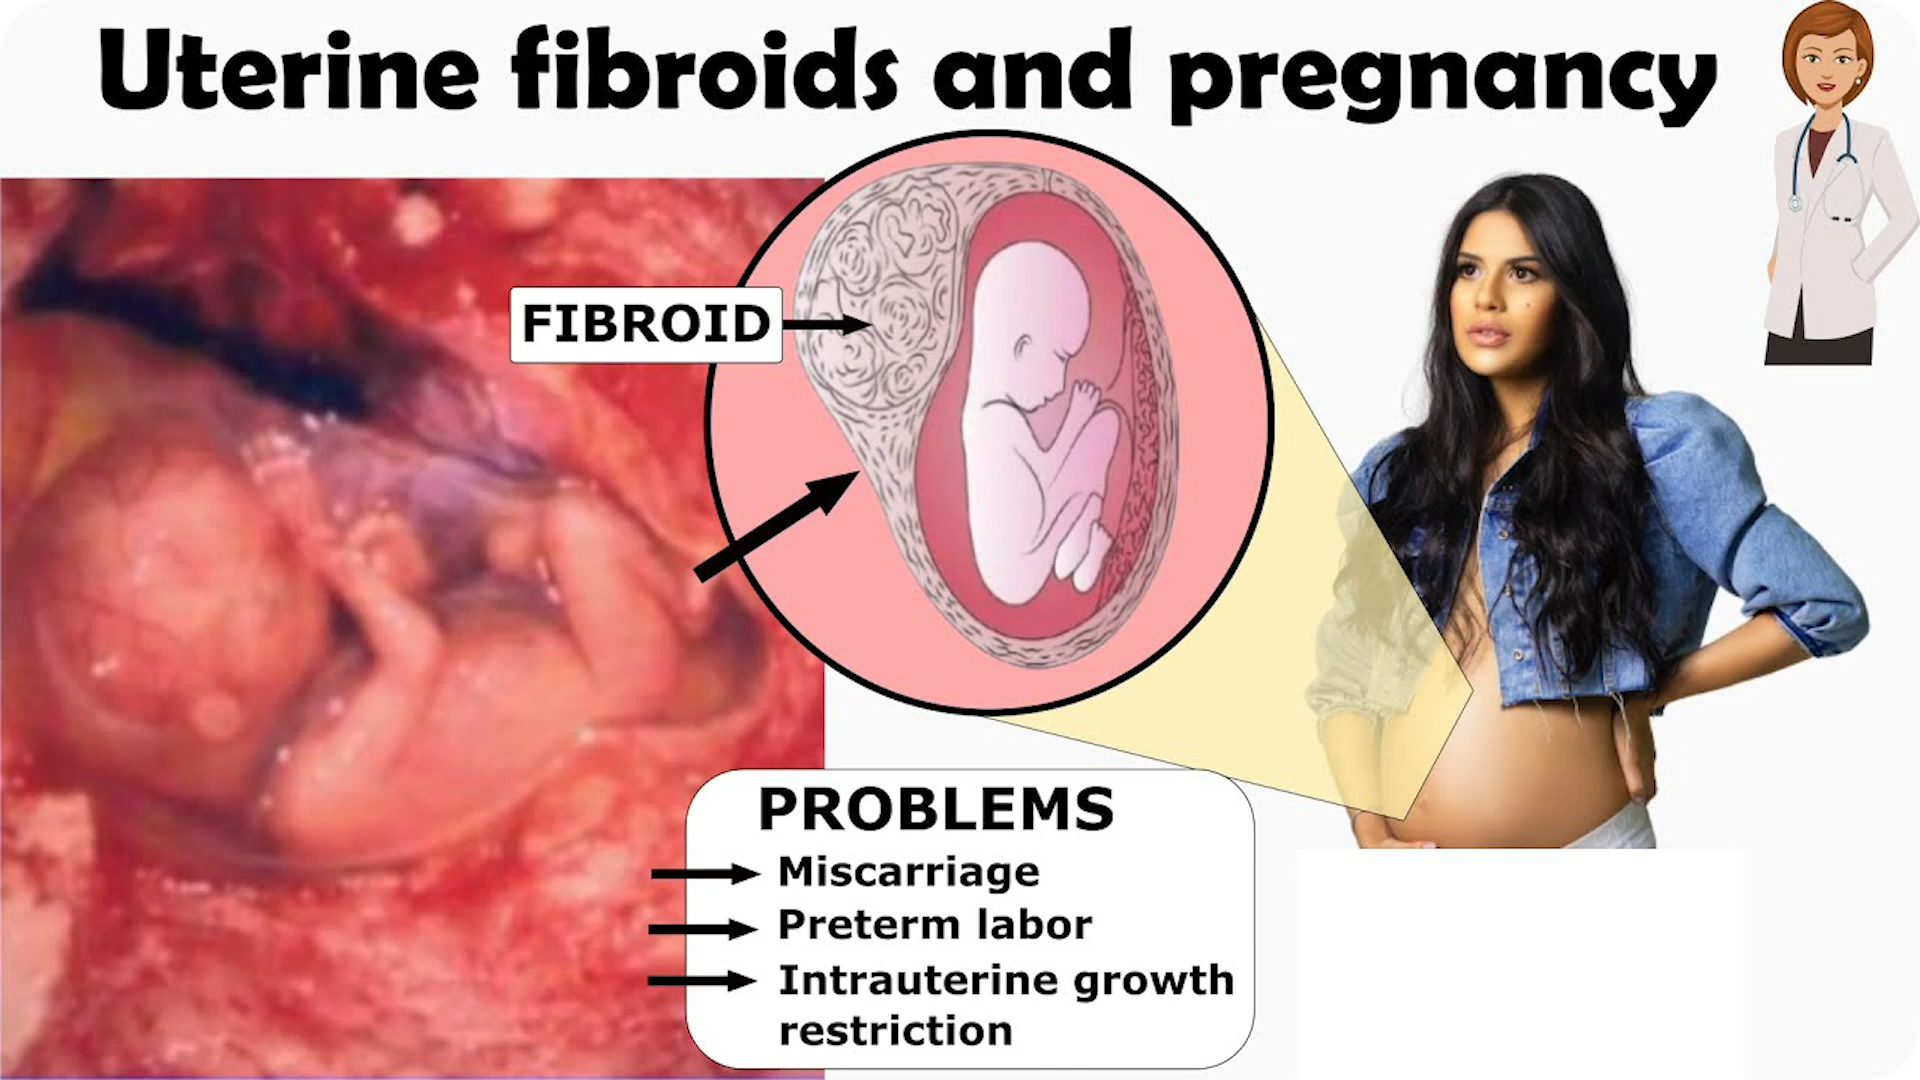 Uterine fibroids and pregnancy
FIBROID
PROBLEMS
Miscarriage
Preterm labor
Intrauterine growth
restriction